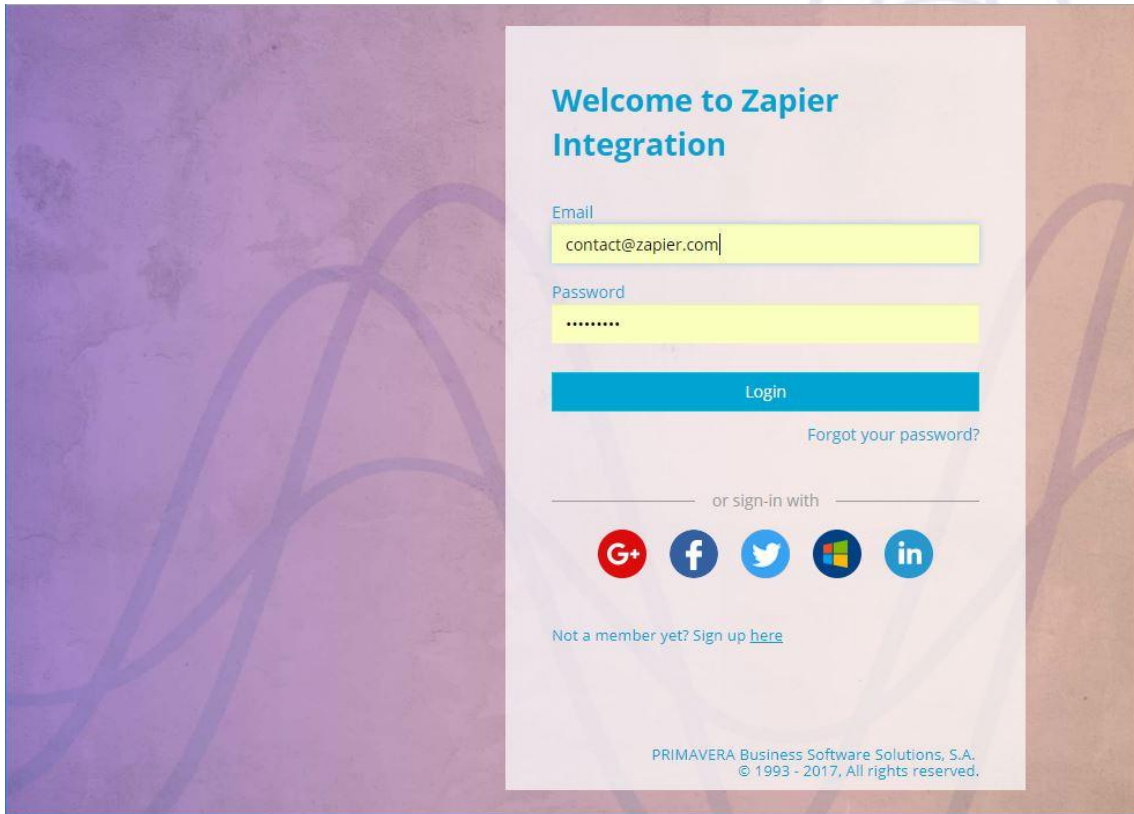 Welcome to Zapier
Integration
Email
contact@zapier.com
Password
•••••••••
Login
Forgot your password?
or sign-in with
G+
f
in
Not a member yet? Sign up here
PRIMAVERA Business Software Solutions, S.A.
© 1993 - 2017, All rights reserved.